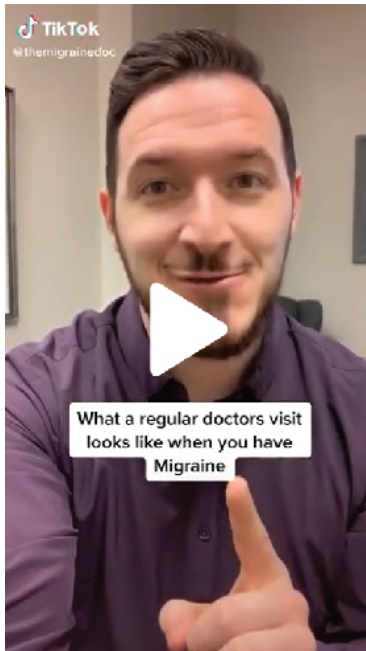 TikTok
@themigrainedoc
What a regular doctors visit
looks like when you have
Migraine